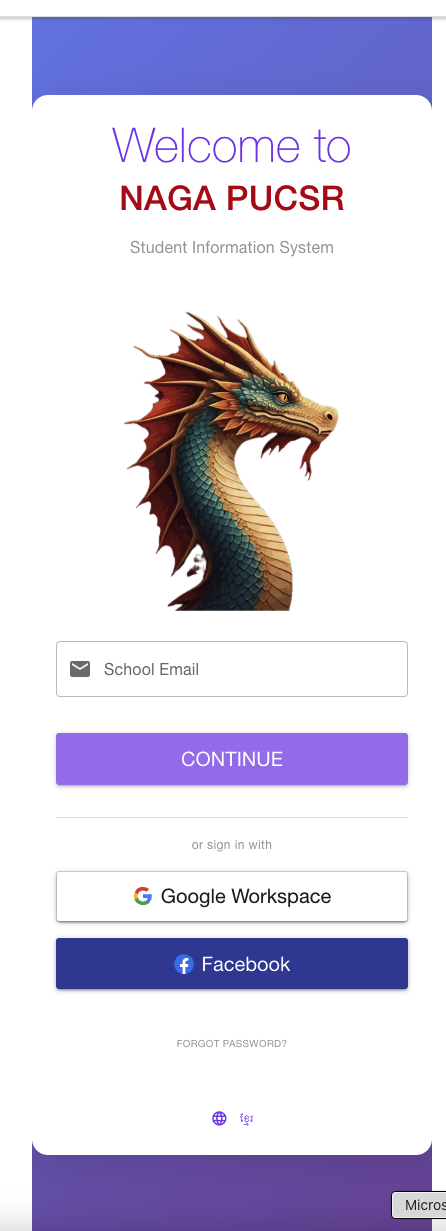 Welcome to
NAGA PUCSR
Student Information System
School Email
CONTINUE
or sign in with
Google Workspace
Facebook
FORGOT PASSWORD?
ខ្មែរ
Micros